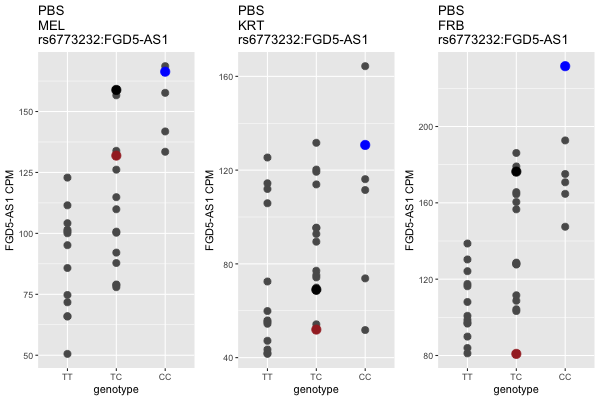 PBS
MEL
rs6773232:FGD5-AS1
FGD5-AS1 CPM
150
125
100
75
50
TT
TC
CC
genotype
PBS
KRT
rs6773232:FGD5-AS1
FGD5-AS1 CPM
160
120
80
40
TT
TC
CC
genotype
PBS
FRB
rs6773232:FGD5-AS1
FGD5-AS1 CPM
200
160
120
80
TT
TC
CC
genotype